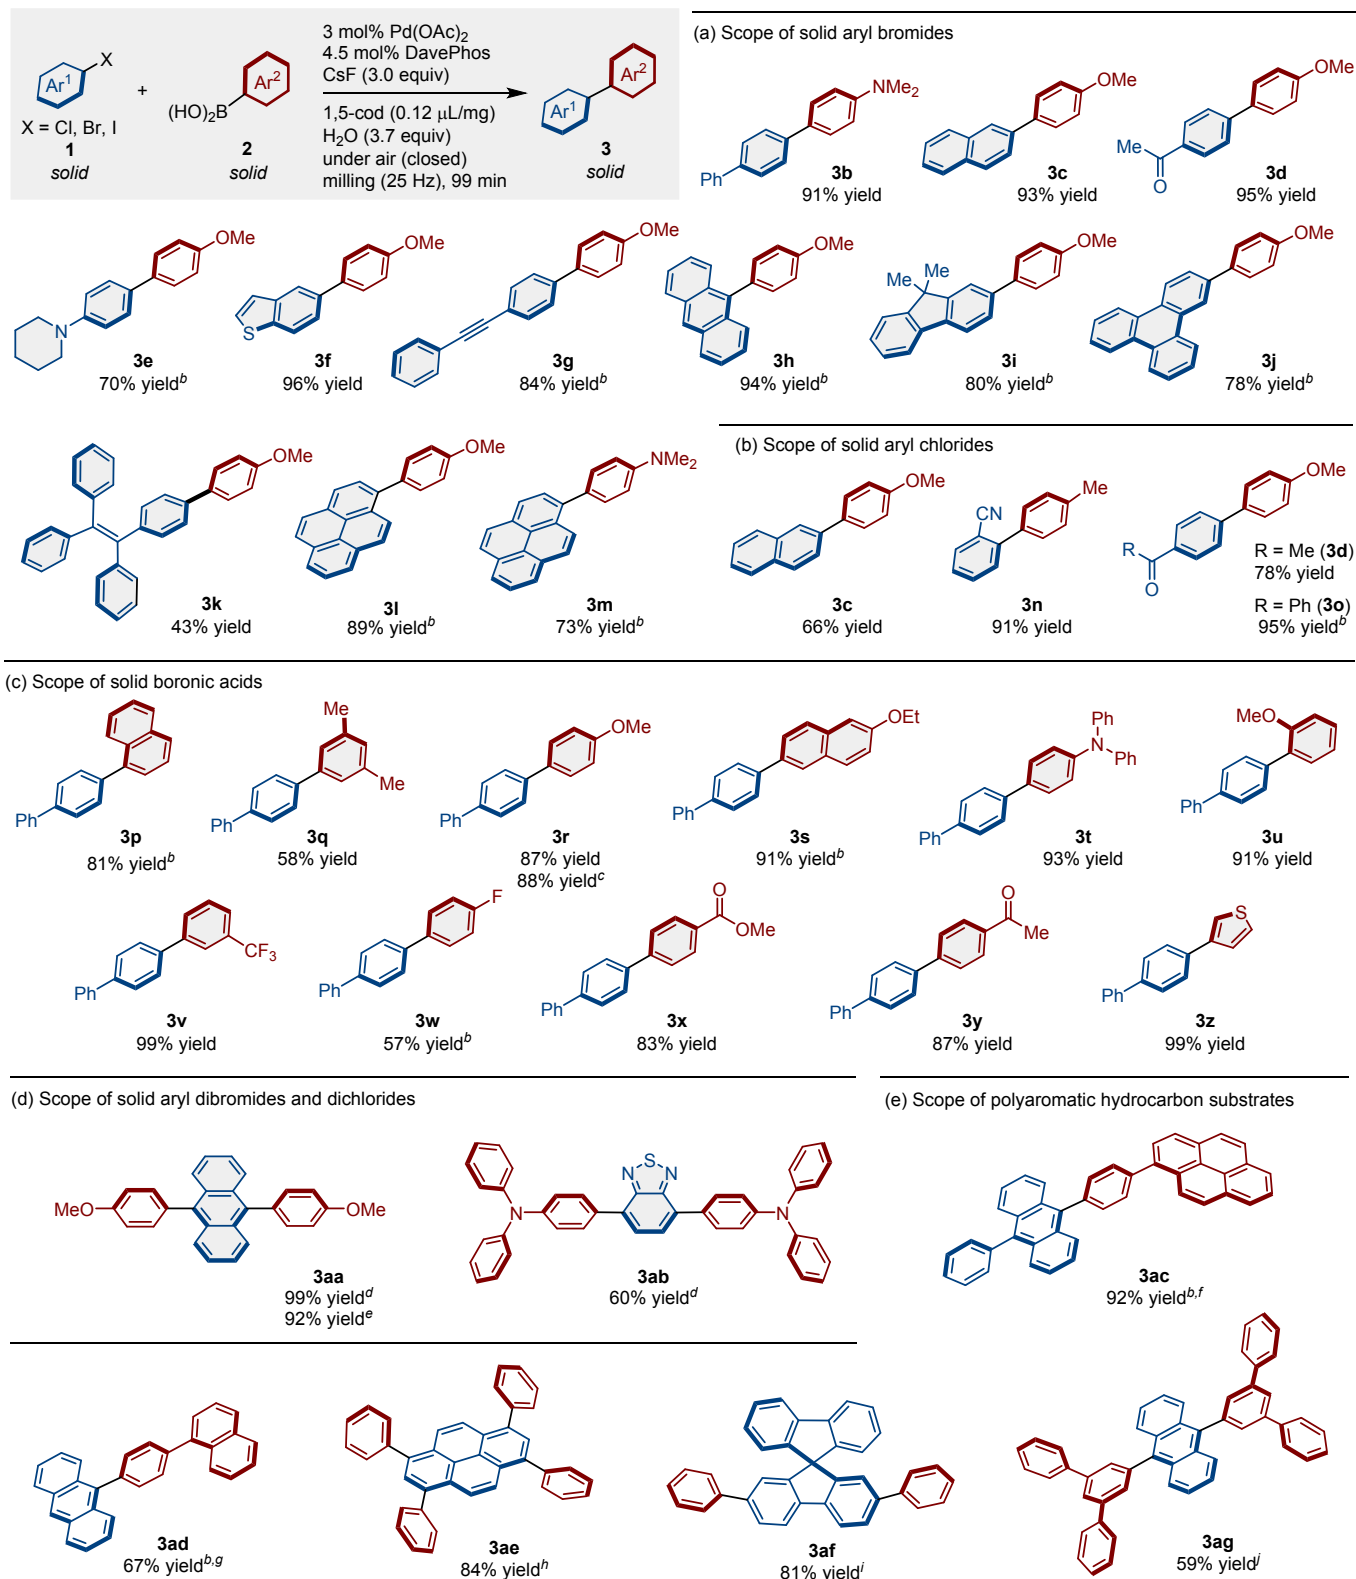 Ar¹
X
+
(HO)₂B
Ar²
3 mol% Pd(OAc)₂
4.5 mol% DavePhos
CsF (3.0 equiv)
1,5-cod (0.12 μL/mg)
H₂O (3.7 equiv)
under air (closed)
milling (25 Hz), 99 min
Ar¹
Ar²
X = Cl, Br, I
1
solid
2
solid
3
solid
(a) Scope of solid aryl bromides
NMe₂
Ph
3b
91% yield
OMe
3c
93% yield
OMe
Me
O
3d
95% yield
OMe
N
3e
70% yieldᵇ
OMe
S
3f
96% yield
OMe
3g
84% yieldᵇ
OMe
3h
94% yieldᵇ
OMe
Me
Me
3i
80% yieldᵇ
OMe
3j
78% yieldᵇ
OMe
3k
43% yield
OMe
3l
89% yieldᵇ
NMe₂
3m
73% yieldᵇ
(b) Scope of solid aryl chlorides
OMe
3c
66% yield
Me
CN
3n
91% yield
OMe
R
O
R = Me (3d)
78% yield
R = Ph (3o)
95% yieldᵇ
(c) Scope of solid boronic acids
Ph
3p
81% yieldᵇ
Me
Me
Ph
3q
58% yield
OMe
Ph
3r
87% yield
88% yieldᶜ
OEt
Ph
3s
91% yieldᵇ
Ph
N
Ph
Ph
3t
93% yield
MeO
Ph
3u
91% yield
CF₃
Ph
3v
99% yield
F
Ph
3w
57% yieldᵇ
O
OMe
Ph
3x
83% yield
O
Me
Ph
3y
87% yield
S
Ph
3z
99% yield
(d) Scope of solid aryl dibromides and dichlorides
MeO
OMe
3aa
99% yieldᵈ
92% yieldᵉ
S
N
N
N
N
3ab
60% yieldᵈ
(e) Scope of polyaromatic hydrocarbon substrates
3ac
92% yieldᵇ,ᶠ
3ad
67% yieldᵇ,ᵍ
3ae
84% yieldʰ
3af
81% yieldⁱ
3ag
59% yieldʲ